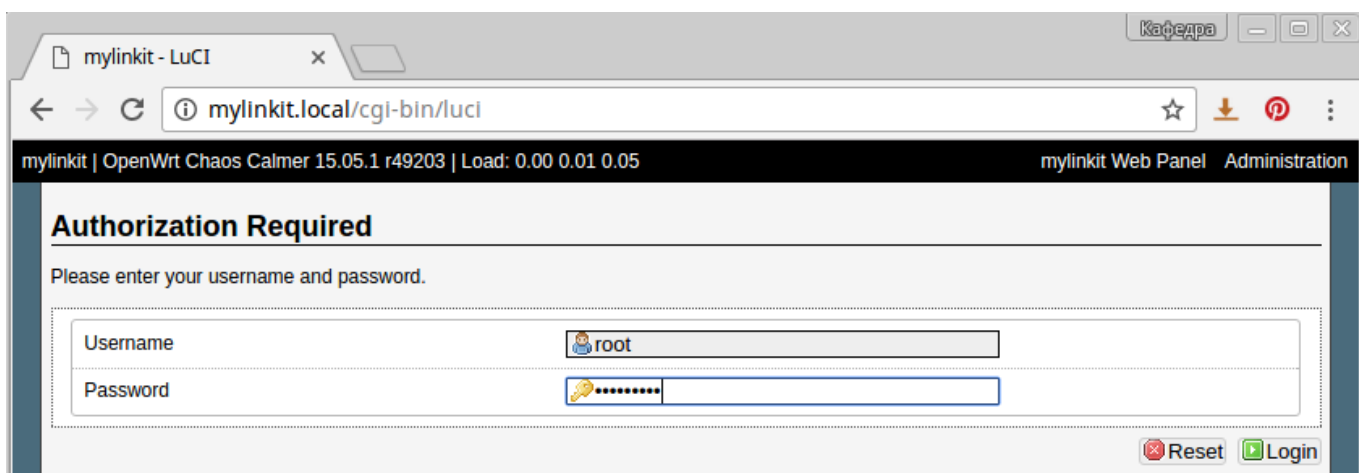 Кафедра
mylinkit - LuCI
mylinkit.local/cgi-bin/luci
mylinkit | OpenWrt Chaos Calmer 15.05.1 r49203 | Load: 0.00 0.01 0.05 mylinkit Web Panel Administration
Authorization Required
Please enter your username and password.
Username root
Password •••••••••
Reset Login